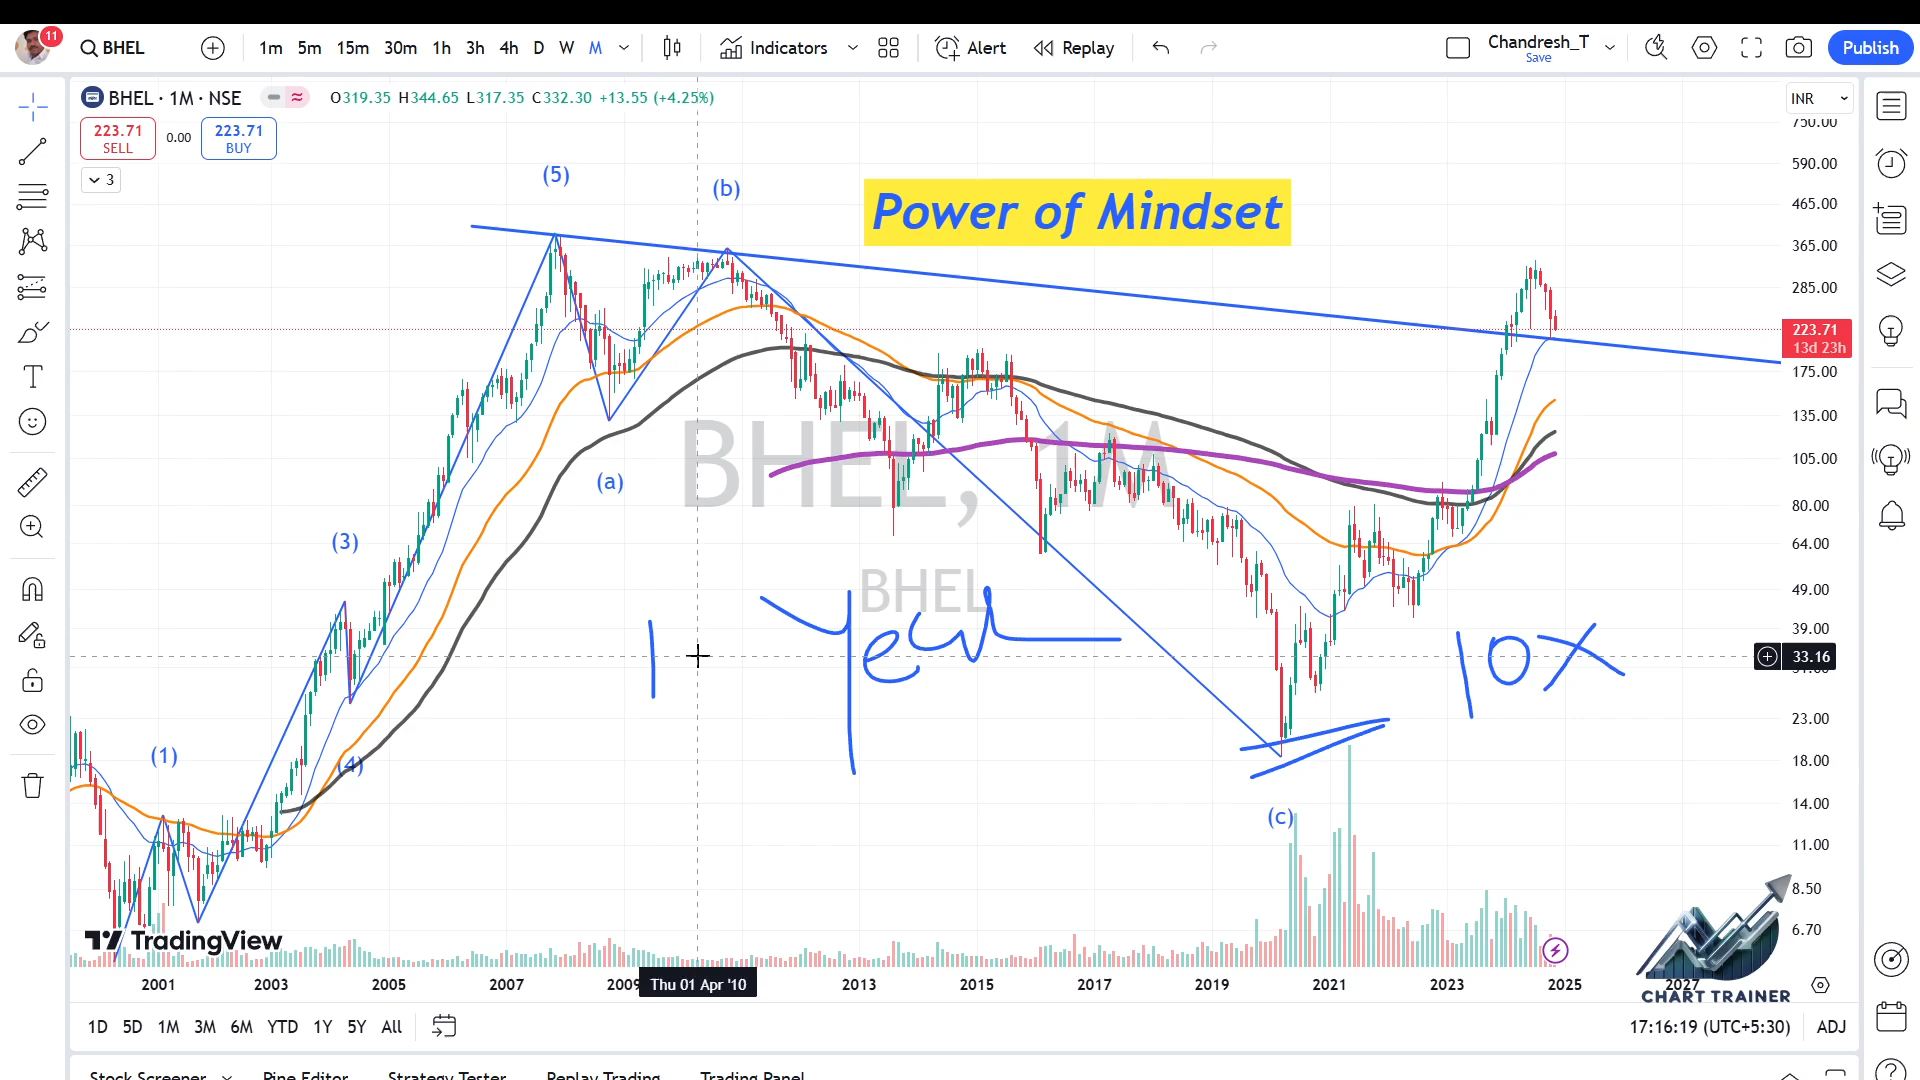 11 BHEL 1m 5m 15m 30m 1h 3h 4h D W M Indicators Alert Replay Chandresh_T Save Publish
BHEL · 1M · NSE O319.35 H344.65 L317.35 C332.30 +13.55 (+4.25%) INR
223.71 SELL 0.00 223.71 BUY
3
Power of Mindset
(1)
(3)
(4)
(5)
(a)
(b)
(c)
BHEL, 1M
BHEL
1 Year
10X
750.00
590.00
465.00
365.00
285.00
223.71
13d 23h
175.00
135.00
105.00
80.00
64.00
49.00
39.00
33.16
23.00
18.00
14.00
11.00
8.50
6.70
TradingView
CHART TRAINER
2001 2003 2005 2007 2009 Thu 01 Apr '10 2013 2015 2017 2019 2021 2023 2025 2027
1D 5D 1M 3M 6M YTD 1Y 5Y All 17:16:19 (UTC+5:30) ADJ
Stock Screener Pine Editor Strategy Tester Replay Trading Trading Panel